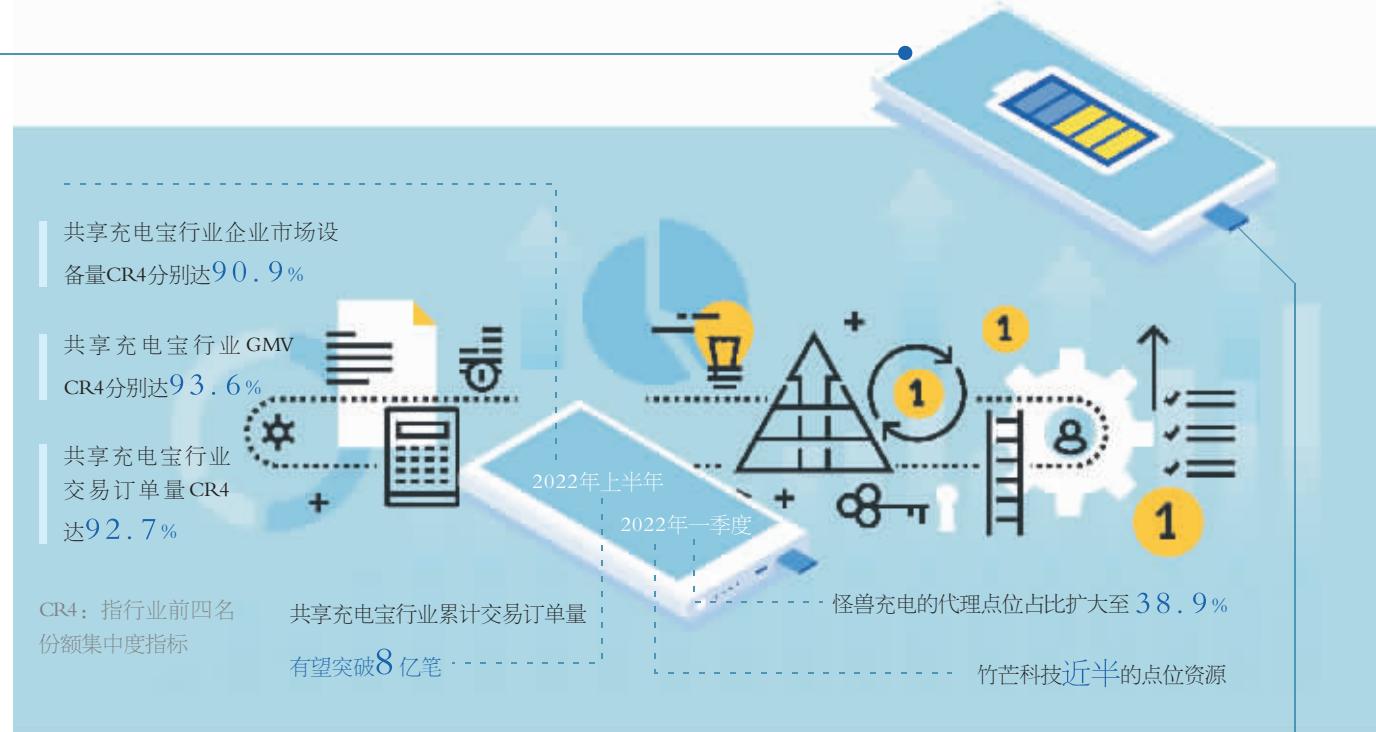 共享充电宝行业企业市场设
备量CR4分别达90.9%
共享充电宝行业GMV
CR4分别达93.6%
共享充电宝行业
交易订单量CR4
达92.7%
CR4：指行业前四名
份额集中度指标
2022年上半年
2022年一季度
共享充电宝行业累计交易订单量
有望突破8亿笔
怪兽充电的代理点位占比扩大至38.9%
竹芒科技近半的点位资源
1
1
1